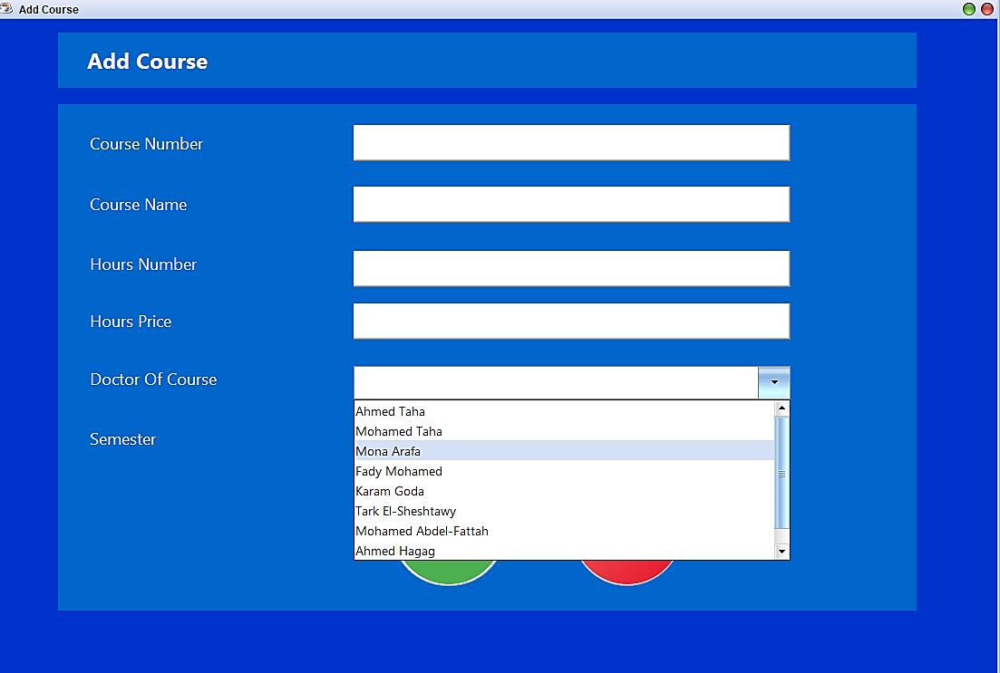 Add Course
Add Course
Course Number
Course Name
Hours Number
Hours Price
Doctor Of Course
Ahmed Taha
Mohamed Taha
Mona Arafa
Semester
Fady Mohamed
Karam Goda
Tark El-Sheshtawy
Mohamed Abdel-Fattah
Ahmed Hagag